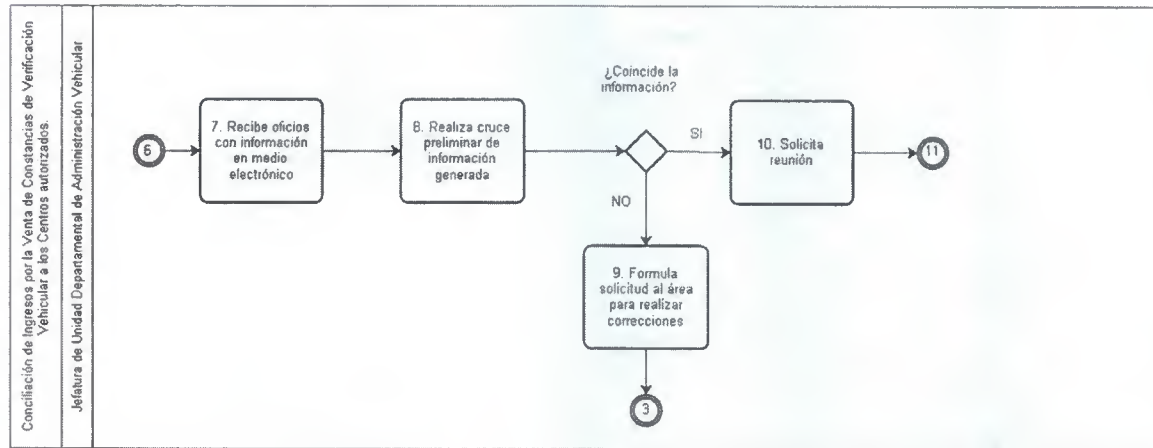 Conciliación de Ingresos por la Venta de Constancias de Verificación
Vehicular a los Centros autorizados.
Jefatura de Unidad Departamental de Administración Vehicular
6
7. Recibe oficios
con información
en medio
electrónico
8. Realiza cruce
preliminar de
información
generada
¿Coincide la
información?
SI
10. Solicita
reunión
11
NO
9. Formula
solicitud al área
para realizar
correcciones
3